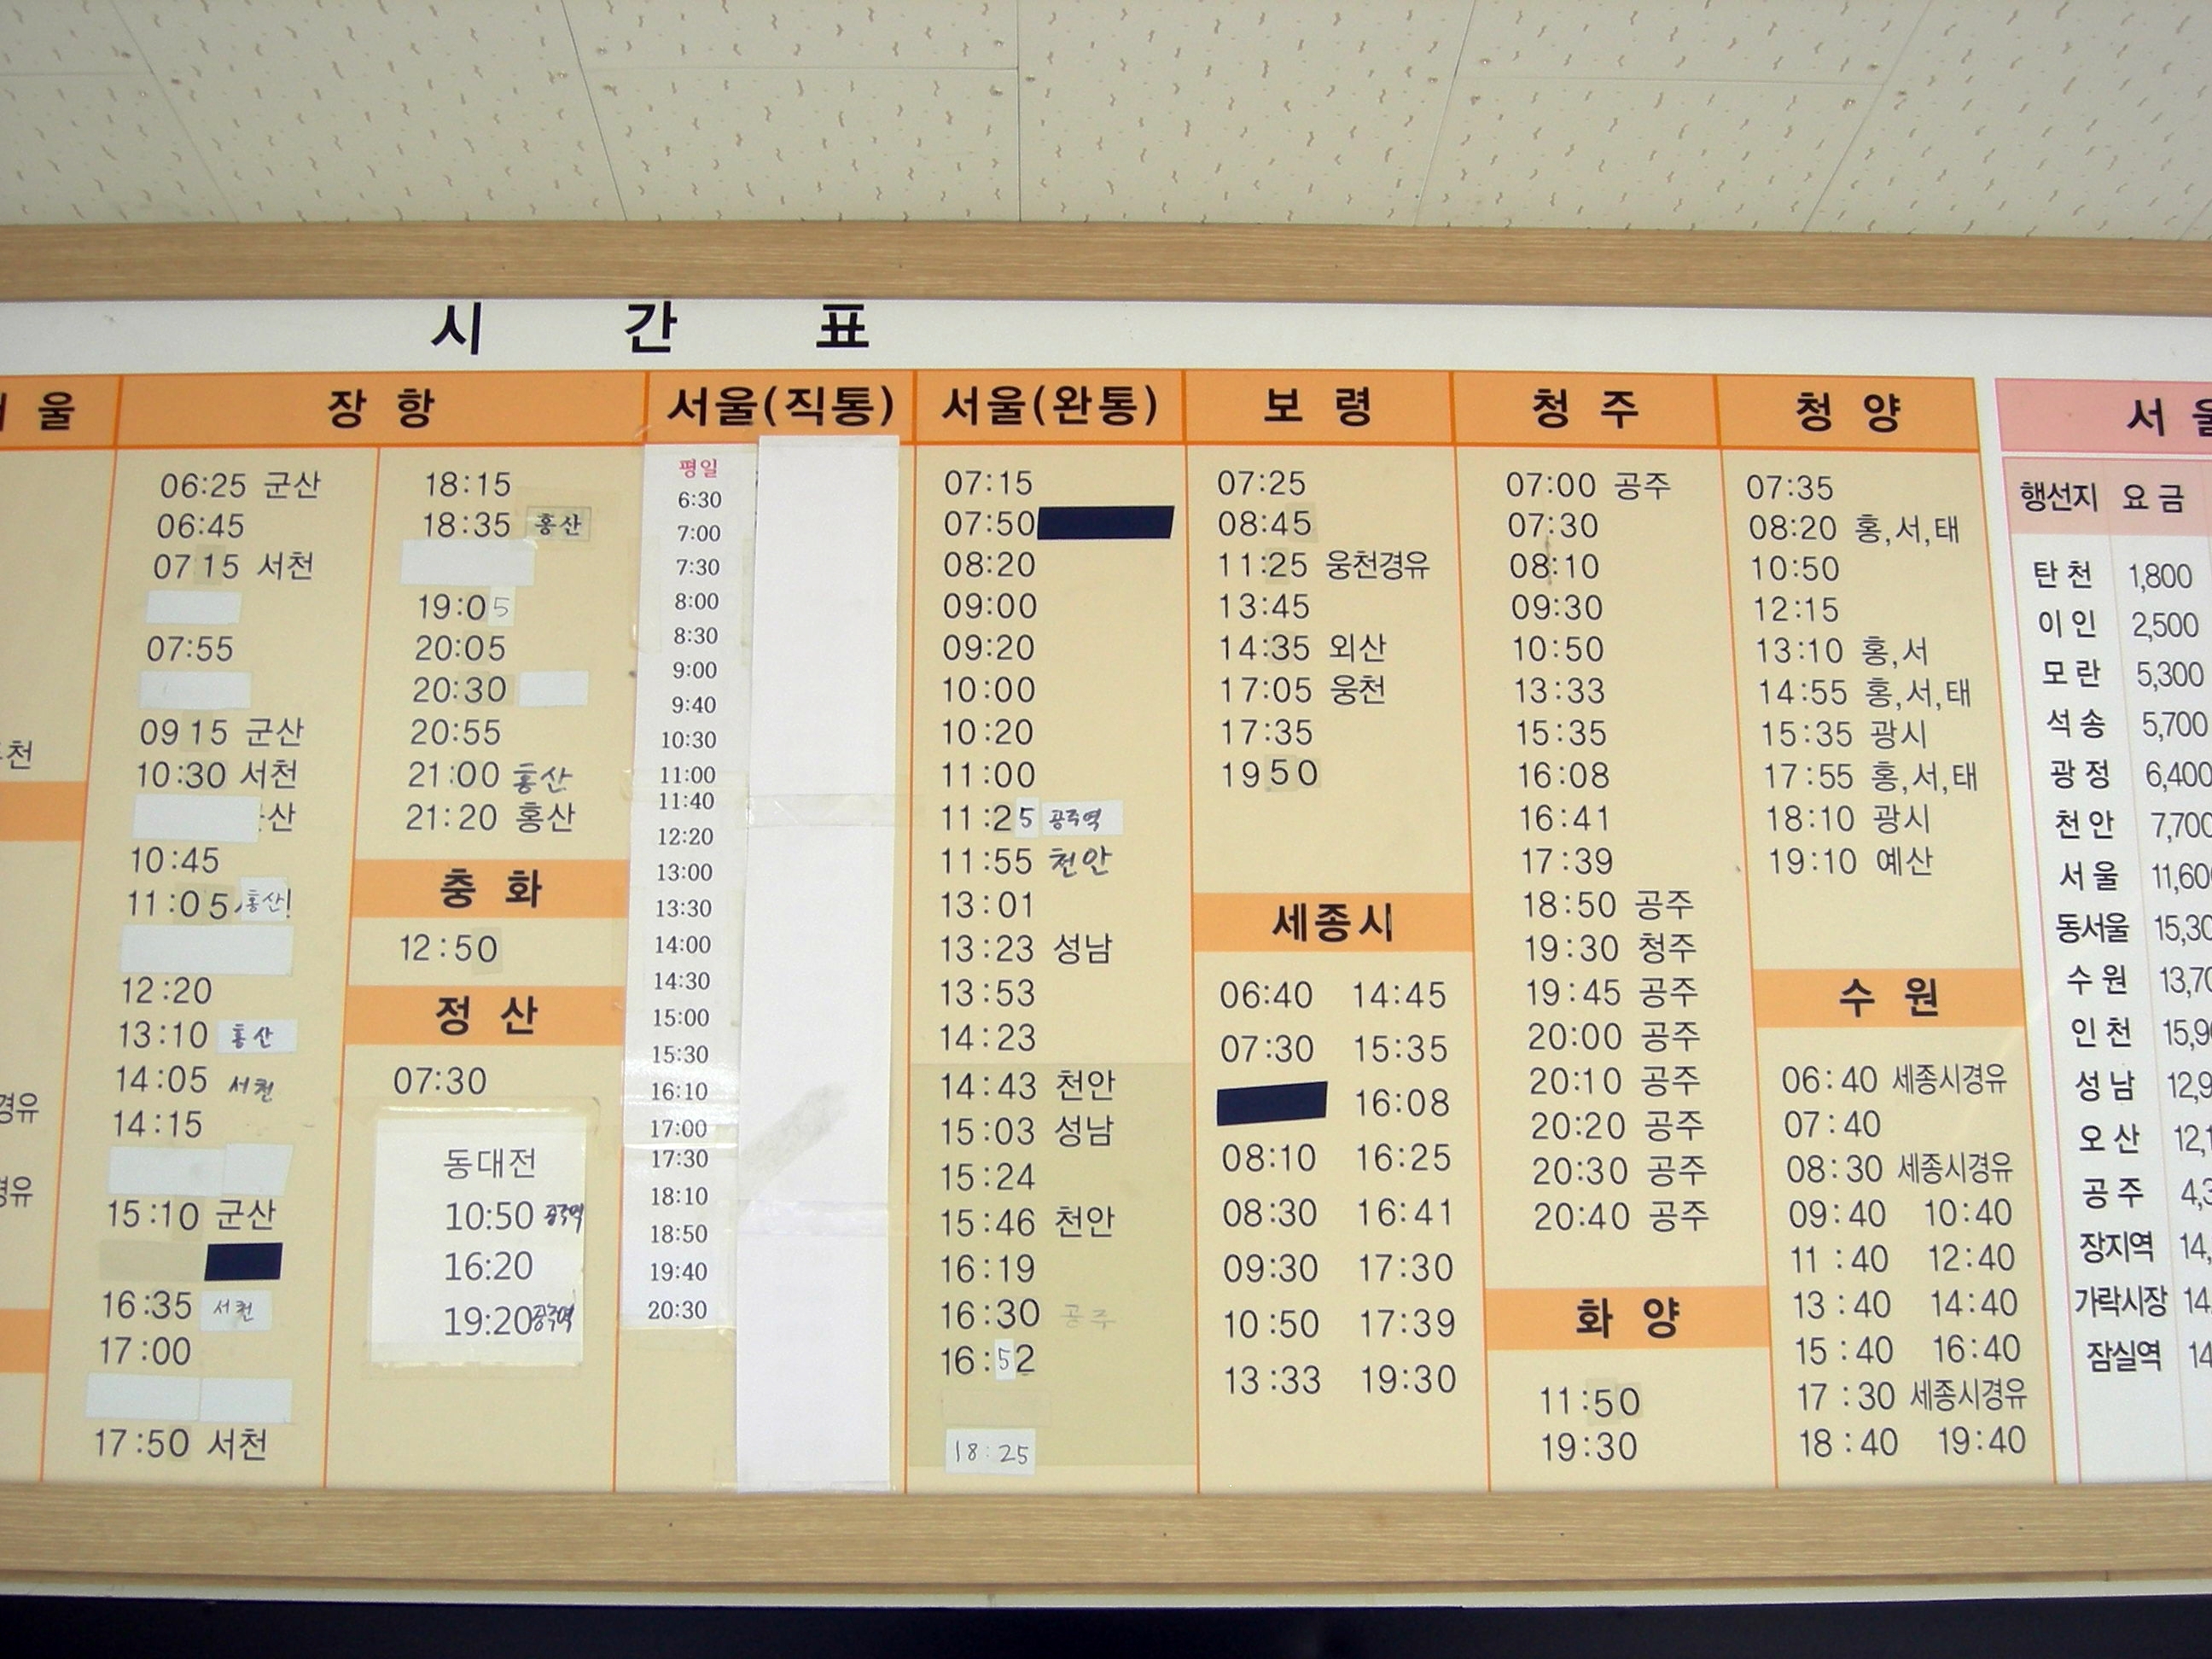 시 간 표
울
천
경유
경유
장 항
06:25 군산
06:45
07 15 서천
07:55
09 15 군산
10:30 서천
산
10:45
11:05 홍산
12:20
13:10 홍산
14:05 서천
14:15
15:10 군산
16:35 서천
17:00
17:50 서천
18:15
18:35 홍산
19:05
20:05
20:30
20:55
21:00 홍산
21:20 홍산
충 화
12:50
정 산
07:30
동대전
10:50 공주역
16:20
19:20 공주역
서울(직통)
평일
6:30
7:00
7:30
8:00
8:30
9:00
9:40
10:30
11:00
11:40
12:20
13:00
13:30
14:00
14:30
15:00
15:30
16:10
17:00
17:30
18:10
18:50
19:40
20:30
서울(완통)
07:15
07:50
08:20
09:00
09:20
10:00
10:20
11:00
11:25 공주역
11:55 천안
13:01
13:23 성남
13:53
14:23
14:43 천안
15:03 성남
15:24
15:46 천안
16:19
16:30 공주
16:52
18:25
보 령
07:25
08:45
11:25 웅천경유
13:45
14:35 외산
17:05 웅천
17:35
19 50
세종시
06:40 14:45
07:30 15:35
16:08
08:10 16:25
08:30 16:41
09:30 17:30
10:50 17:39
13:33 19:30
청 주
07:00 공주
07:30
08:10
09:30
10:50
13:33
15:35
16:08
16:41
17:39
18:50 공주
19:30 청주
19:45 공주
20:00 공주
20:10 공주
20:20 공주
20:30 공주
20:40 공주
화 양
11:50
19:30
청 양
07:35
08:20 홍,서,태
10:50
12:15
13:10 홍,서
14:55 홍,서,태
15:35 광시
17:55 홍,서,태
18:10 광시
19:10 예산
수 원
06:40 세종시경유
07:40
08:30 세종시경유
09:40 10:40
11:40 12:40
13:40 14:40
15:40 16:40
17:30 세종시경유
18:40 19:40
서
행선지 요금
탄천 1,800
이인 2,500
모란 5,300
석송 5,700
광정 6,400
천안 7,700
서울 11,60
동서울 15,30
수원 13,70
인천 15,9
성남 12,9
오산 12,1
공주 4,3
장지역 14,
가락시장 14,
잠실역 14